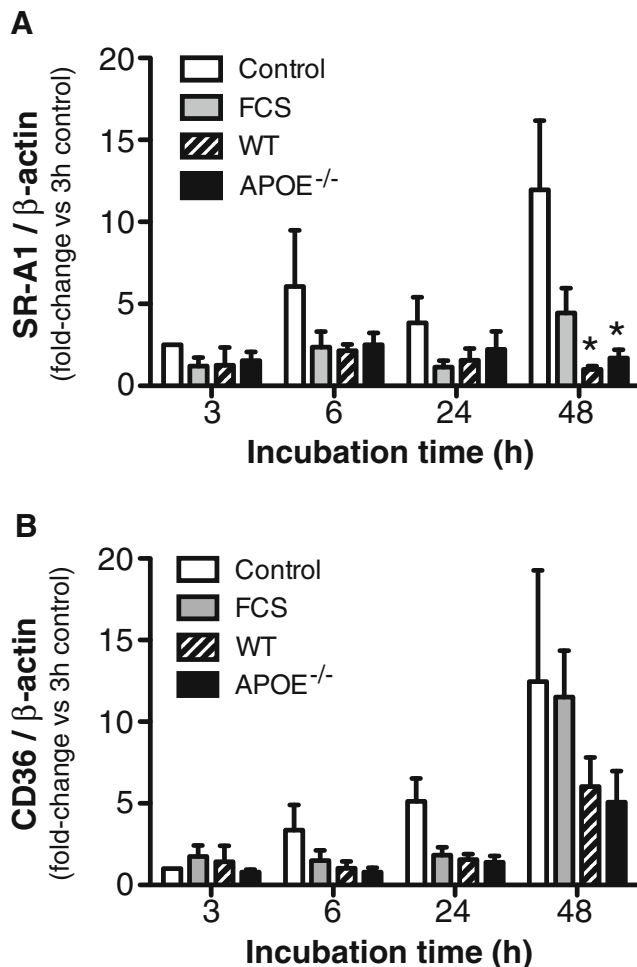 A
SR-A1 / β-actin
(fold-change vs 3h control)
20
15
10
5
0
Control
FCS
WT
APOE-/-
*
*
3 6 24 48
Incubation time (h)
B
CD36 / β-actin
(fold-change vs 3h control)
20
15
10
5
0
Control
FCS
WT
APOE-/-
3 6 24 48
Incubation time (h)